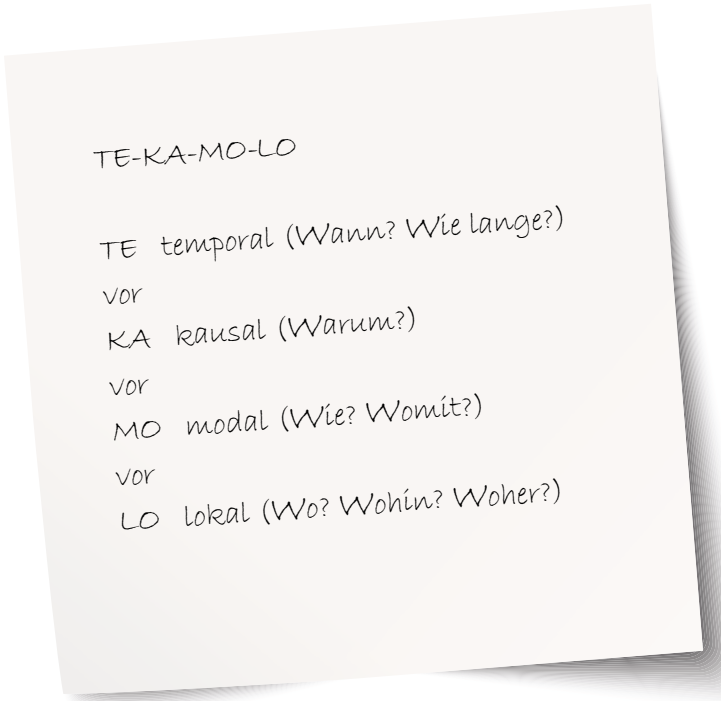 TE-KA-MO-LO
TE temporal (Wann? Wie lange?)
vor
KA kausal (Warum?)
vor
MO modal (Wie? Womit?)
vor
LO lokal (Wo? Wohin? Woher?)